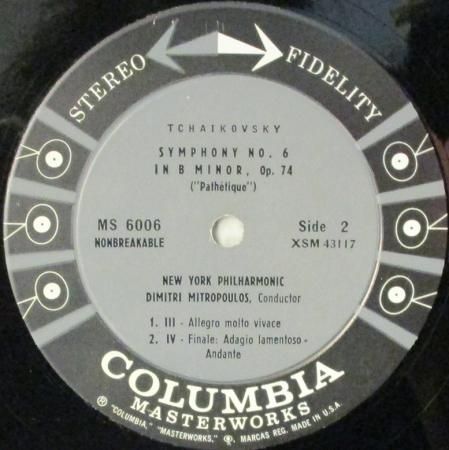 STEREO FIDELITY
TCHAIKOVSKY
SYMPHONY NO. 6
IN B MINOR, Op. 74
("Pathétique")
MS 6006 Side 2
NONBREAKABLE XSM 43117
NEW YORK PHILHARMONIC
DIMITRI MITROPOULOS, Conductor
1. III - Allegro molto vivace
2. IV - Finale: Adagio lamentoso -
Andante
COLUMBIA
MASTERWORKS
® "COLUMBIA," "MASTERWORKS," MARCAS REG. MADE IN U.S.A.